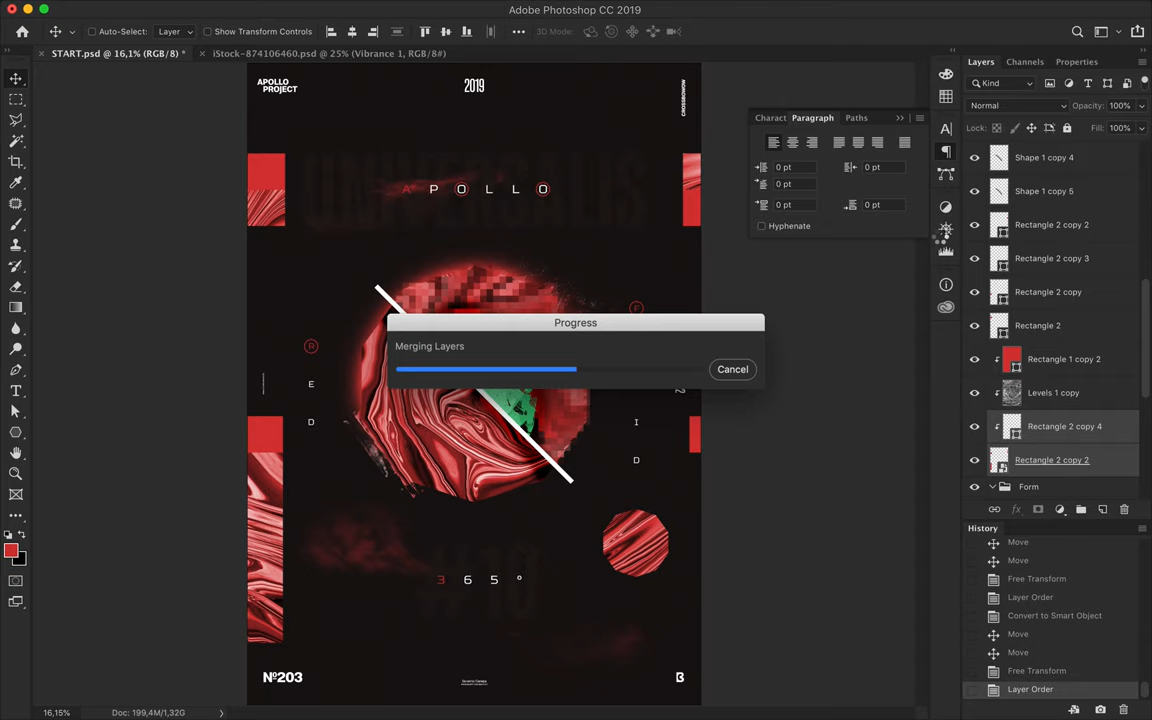 Adobe Photoshop CC 2019
Auto-Select: Layer Show Transform Controls 3D Mode:
START.psd @ 16,1% (RGB/8) * iStock-874106460.psd @ 25% (Vibrance 1, RGB/8#)
APOLLO
PROJECT
2019
CROSSBOWOW
UNIVERSALIS
APOLLO
R
E
D
F
I
D
#10
365°
Nº203
B
Charact Paragraph Paths
0 pt 0 pt
0 pt
0 pt 0 pt
Hyphenate
Progress
Merging Layers
Cancel
Layers Channels Properties
Kind
Normal Opacity: 100%
Lock: Fill: 100%
Shape 1 copy 4
Shape 1 copy 5
Rectangle 2 copy 2
Rectangle 2 copy 3
Rectangle 2 copy
Rectangle 2
Rectangle 1 copy 2
Levels 1 copy
Rectangle 2 copy 4
Rectangle 2 copy 2
Form
fx
History
Move
Move
Free Transform
Layer Order
Convert to Smart Object
Move
Move
Free Transform
Layer Order
16,15% Doc: 199,4M/1,32G